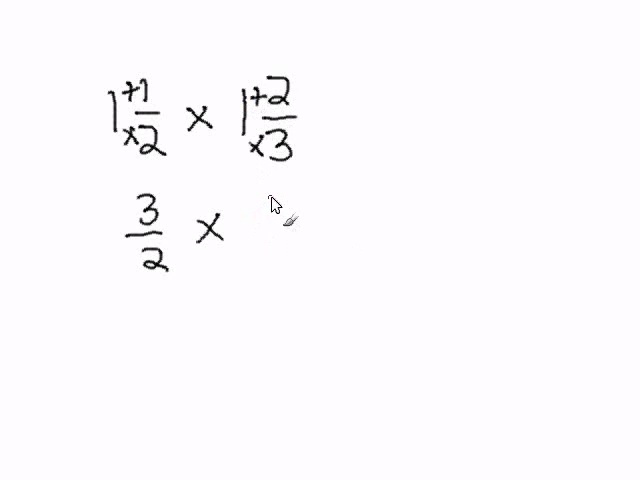 1 +1/×2 × 1 +2/×3
3/2 ×